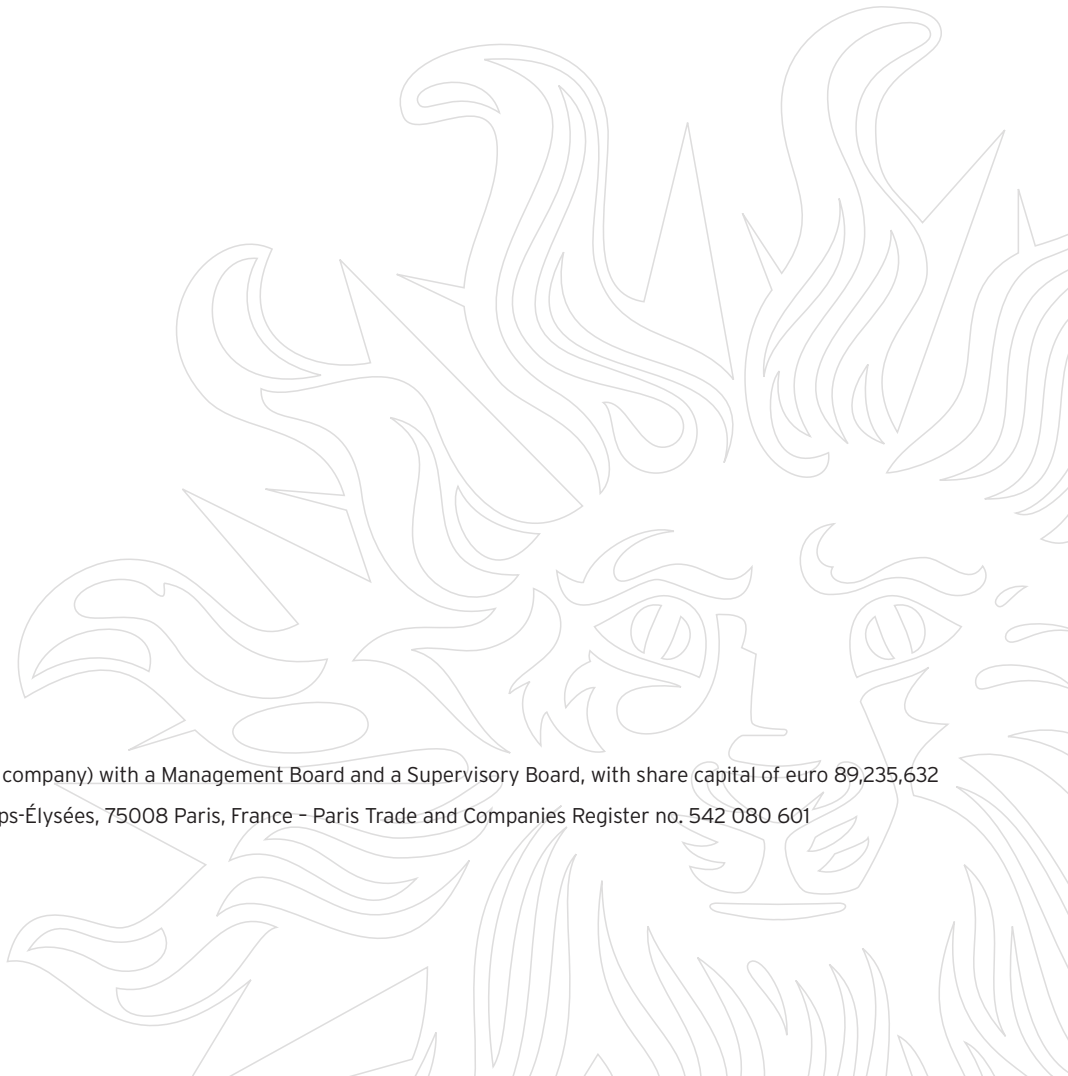 company) with a Management Board and a Supervisory Board, with share capital of euro 89,235,632
ps-Élysées, 75008 Paris, France – Paris Trade and Companies Register no. 542 080 601